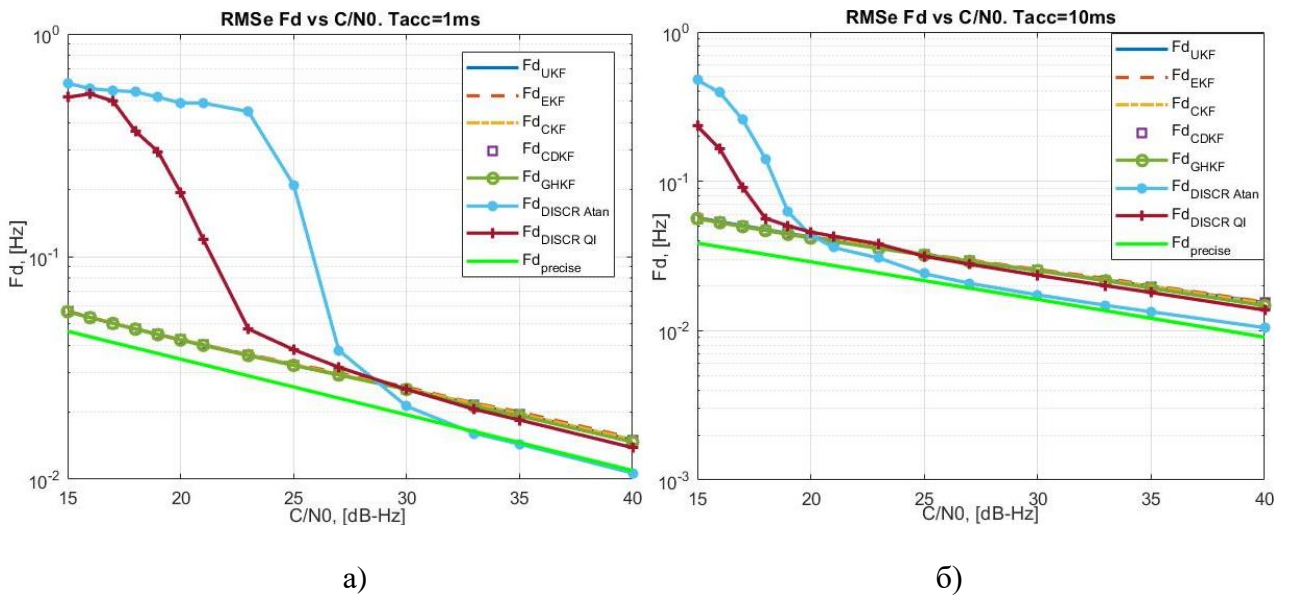 RMSe Fd vs C/N0. Tacc=1ms
10^0
10^-1
10^-2
Fd, [Hz]
15 20 25 30 35 40
C/N0, [dB-Hz]
Fd_UKF
Fd_EKF
Fd_CKF
Fd_CDKF
Fd_GHKF
Fd_DISCR Atan
Fd_DISCR QI
Fd_precise
а)
RMSe Fd vs C/N0. Tacc=10ms
10^0
10^-1
10^-2
10^-3
Fd, [Hz]
15 20 25 30 35 40
C/N0, [dB-Hz]
Fd_UKF
Fd_EKF
Fd_CKF
Fd_CDKF
Fd_GHKF
Fd_DISCR Atan
Fd_DISCR QI
Fd_precise
б)